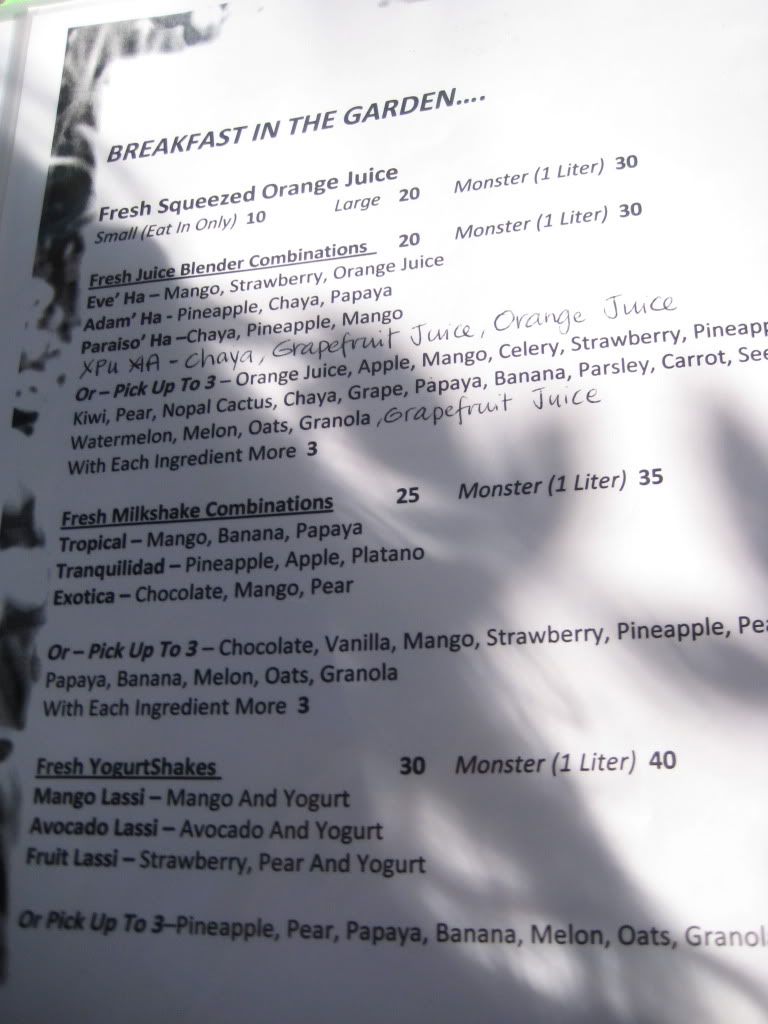 BREAKFAST IN THE GARDEN....
Fresh Squeezed Orange Juice
Small (Eat In Only) 10 Large 20 Monster (1 Liter) 30
Fresh Juice Blender Combinations 20 Monster (1 Liter) 30
Eve' Ha – Mango, Strawberry, Orange Juice
Adam' Ha - Pineapple, Chaya, Papaya
Paraiso' Ha –Chaya, Pineapple, Mango
XPU HA - Chaya, Grapefruit Juice, Orange Juice
Or – Pick Up To 3 – Orange Juice, Apple, Mango, Celery, Strawberry, Pineapp
Kiwi, Pear, Nopal Cactus, Chaya, Grape, Papaya, Banana, Parsley, Carrot, See
Watermelon, Melon, Oats, Granola ,Grapefruit Juice
With Each Ingredient More 3
Fresh Milkshake Combinations 25 Monster (1 Liter) 35
Tropical – Mango, Banana, Papaya
Tranquilidad – Pineapple, Apple, Platano
Exotica – Chocolate, Mango, Pear
Or – Pick Up To 3 – Chocolate, Vanilla, Mango, Strawberry, Pineapple, Pea
Papaya, Banana, Melon, Oats, Granola
With Each Ingredient More 3
Fresh YogurtShakes 30 Monster (1 Liter) 40
Mango Lassi – Mango And Yogurt
Avocado Lassi – Avocado And Yogurt
Fruit Lassi – Strawberry, Pear And Yogurt
Or Pick Up To 3–Pineapple, Pear, Papaya, Banana, Melon, Oats, Granol